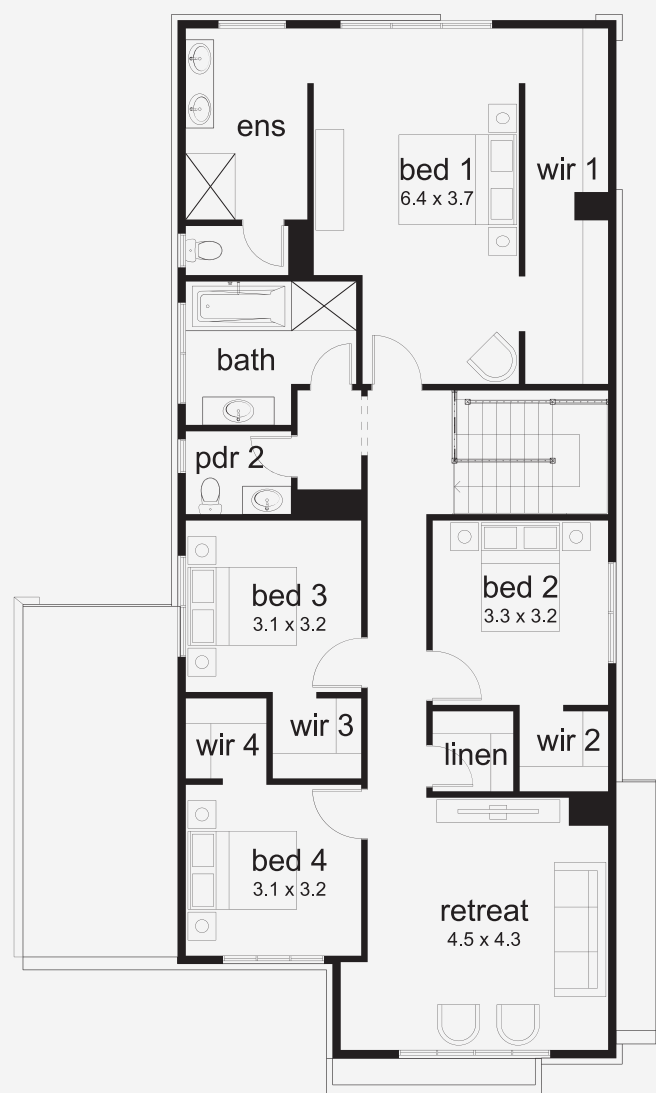 ens
bed 1
6.4 x 3.7
wir 1
bath
pdr 2
bed 3
3.1 x 3.2
bed 2
3.3 x 3.2
wir 3
wir 4
linen
wir 2
bed 4
3.1 x 3.2
retreat
4.5 x 4.3